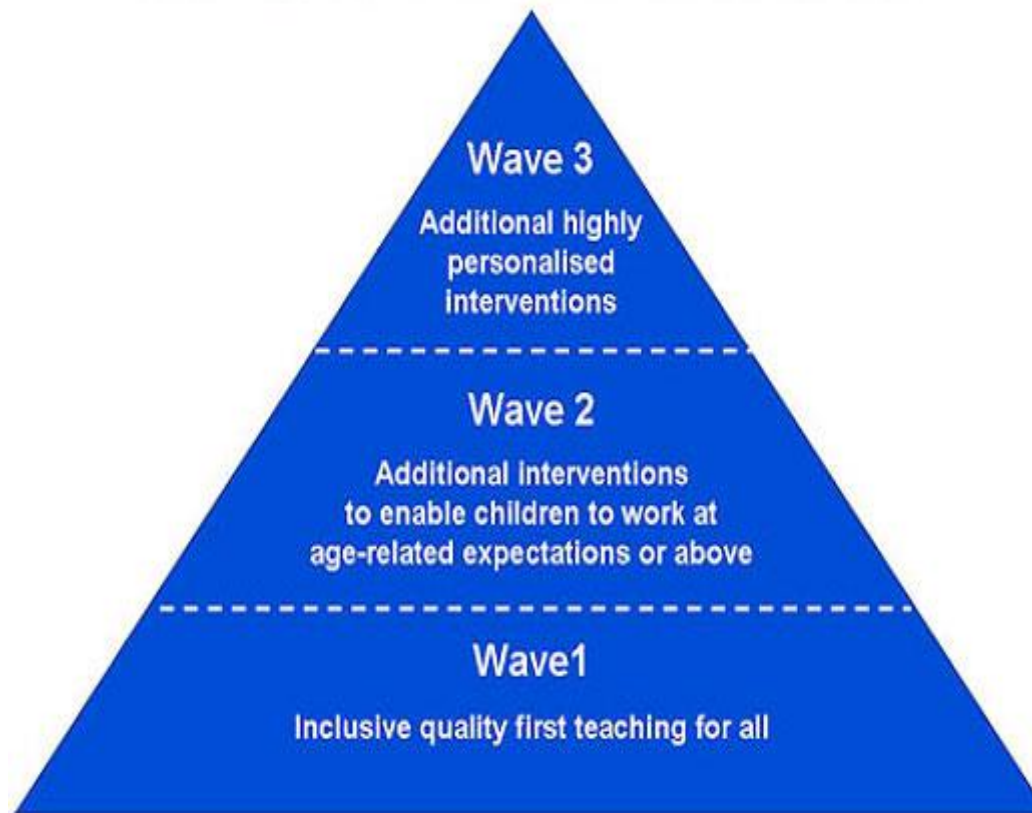 Wave 3
Additional highly
personalised
interventions
Wave 2
Additional interventions
to enable children to work at
age-related expectations or above
Wave1
Inclusive quality first teaching for all